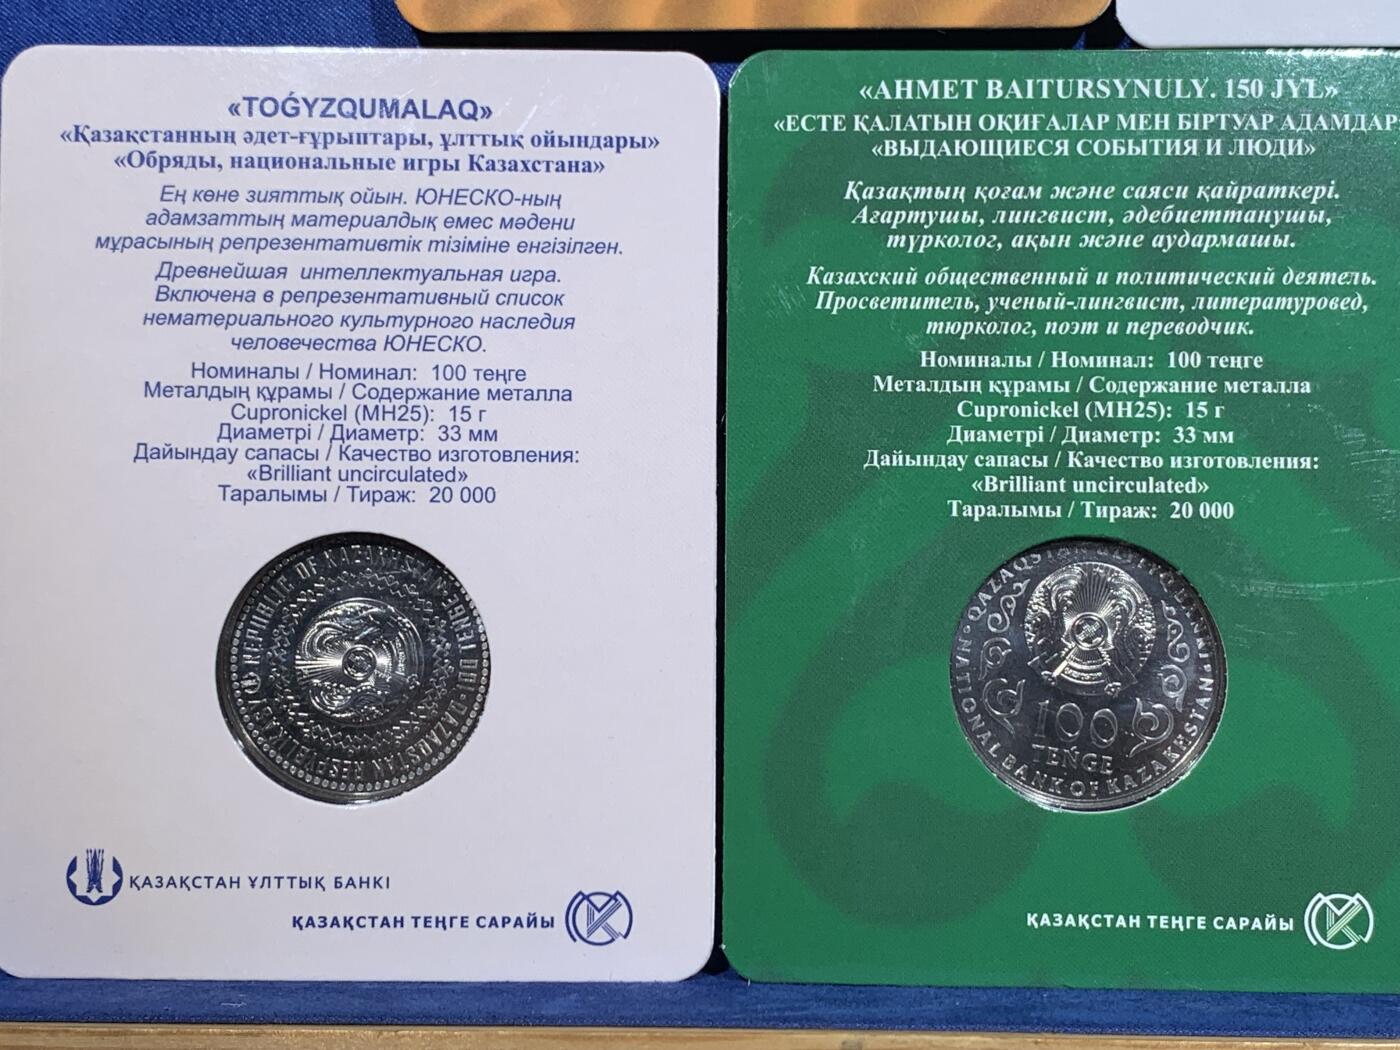 «TOǴYZQUMALAQ»
«Қазақстанның әдет-ғұрыптары, ұлттық ойындары»
«Обряды, национальные игры Казахстана»
Ең көне зияттық ойын. ЮНЕСКО-ның
адамзаттың материалдық емес мәдени
мұрасының репрезентативтік тізіміне енгізілген.
Древнейшая интеллектуальная игра.
Включена в репрезентативный список
нематериального культурного наследия
человечества ЮНЕСКО.
Номиналы / Номинал: 100 теңге
Металдың құрамы / Содержание металла
Cupronickel (МН25): 15 г
Диаметрі / Диаметр: 33 мм
Дайындау сапасы / Качество изготовления:
«Brilliant uncirculated»
Таралымы / Тираж: 20 000
REPUBLIC OF KAZAKHSTAN
QAZAQSTAN RESPÝBLIKASY
ҚАЗАҚСТАН ҰЛТТЫҚ БАНКІ
ҚАЗАҚСТАН ТЕҢГЕ САРАЙЫ
«AHMET BAITURSYNULY. 150 JYL»
«ЕСТЕ ҚАЛАТЫН ОҚИҒАЛАР МЕН БІРТУАР АДАМДАР
«ВЫДАЮЩИЕСЯ СОБЫТИЯ И ЛЮДИ»
Қазақтың қоғам және саяси қайраткері.
Ағартушы, лингвист, әдебиеттанушы,
түрколог, ақын және аудармашы.
Казахский общественный и политический деятель.
Просветитель, ученый-лингвист, литературовед,
тюрколог, поэт и переводчик.
Номиналы / Номинал: 100 теңге
Металдың құрамы / Содержание металла
Cupronickel (МН25): 15 г
Диаметрі / Диаметр: 33 мм
Дайындау сапасы / Качество изготовления:
«Brilliant uncirculated»
Таралымы / Тираж: 20 000
100
TEŃGE
NATIONAL BANK OF KAZAKHSTAN
ҚАЗАҚСТАН ТЕҢГЕ САРАЙЫ